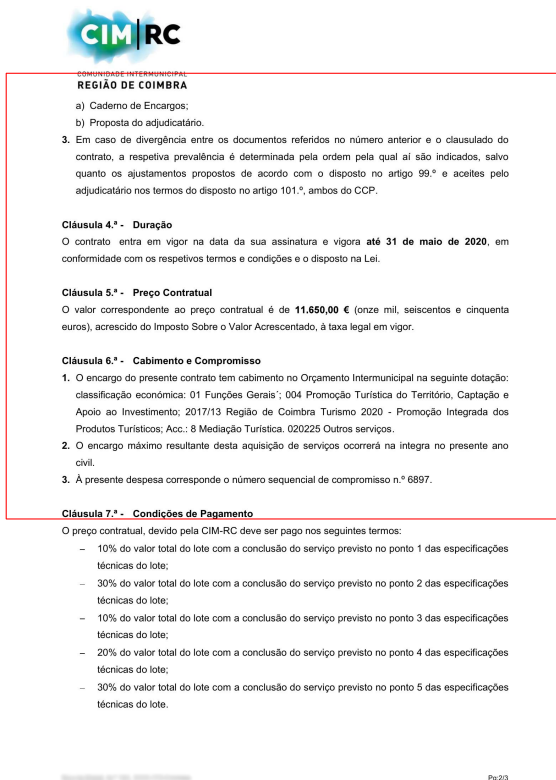 CIM|RC
COMUNIDADE INTERMUNICIPAL
REGIÃO DE COIMBRA
a) Caderno de Encargos;
b) Proposta do adjudicatário.
3. Em caso de divergência entre os documentos referidos no número anterior e o clausulado do
contrato, a respetiva prevalência é determinada pela ordem pela qual aí são indicados, salvo
quanto os ajustamentos propostos de acordo com o disposto no artigo 99.º e aceites pelo
adjudicatário nos termos do disposto no artigo 101.º, ambos do CCP.
Cláusula 4.ª - Duração
O contrato entra em vigor na data da sua assinatura e vigora até 31 de maio de 2020, em
conformidade com os respetivos termos e condições e o disposto na Lei.
Cláusula 5.ª - Preço Contratual
O valor correspondente ao preço contratual é de 11.650,00 € (onze mil, seiscentos e cinquenta
euros), acrescido do Imposto Sobre o Valor Acrescentado, à taxa legal em vigor.
Cláusula 6.ª - Cabimento e Compromisso
1. O encargo do presente contrato tem cabimento no Orçamento Intermunicipal na seguinte dotação:
classificação económica: 01 Funções Gerais´; 004 Promoção Turística do Território, Captação e
Apoio ao Investimento; 2017/13 Região de Coimbra Turismo 2020 - Promoção Integrada dos
Produtos Turísticos; Acc.: 8 Mediação Turística. 020225 Outros serviços.
2. O encargo máximo resultante desta aquisição de serviços ocorrerá na integra no presente ano
civil.
3. À presente despesa corresponde o número sequencial de compromisso n.º 6897.
Cláusula 7.ª - Condições de Pagamento
O preço contratual, devido pela CIM-RC deve ser pago nos seguintes termos:
– 10% do valor total do lote com a conclusão do serviço previsto no ponto 1 das especificações
técnicas do lote;
– 30% do valor total do lote com a conclusão do serviço previsto no ponto 2 das especificações
técnicas do lote;
– 10% do valor total do lote com a conclusão do serviço previsto no ponto 3 das especificações
técnicas do lote;
– 20% do valor total do lote com a conclusão do serviço previsto no ponto 4 das especificações
técnicas do lote;
– 30% do valor total do lote com a conclusão do serviço previsto no ponto 5 das especificações
técnicas do lote.
Pg:2/3